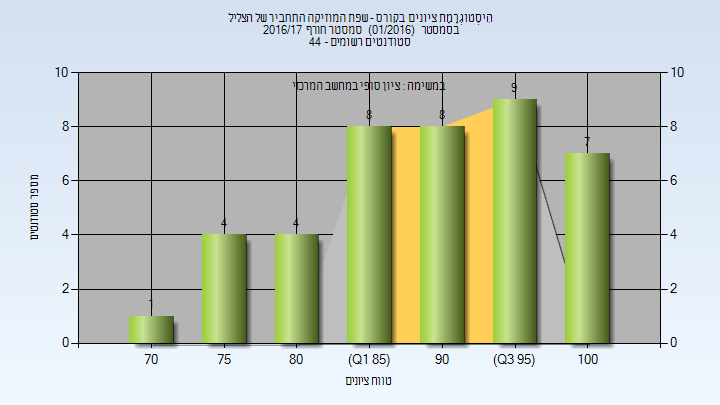 הִיסְטוֹגְרָמַת ציונים בקורס - שפת המוזיקה התחביר של הצליל
בסמסטר (01/2016) סמסטר חורף 2016/17
סטודנטים רשומים - 44
במשימה : ציון סופי במחשב המרכזי
10 10
8 8
6 6
4 4
2 2
0 0
1 4 4 8 8 9 7
מספר סטודנטים
70 75 80 (Q1 85) 90 (Q3 95) 100
טווח ציונים